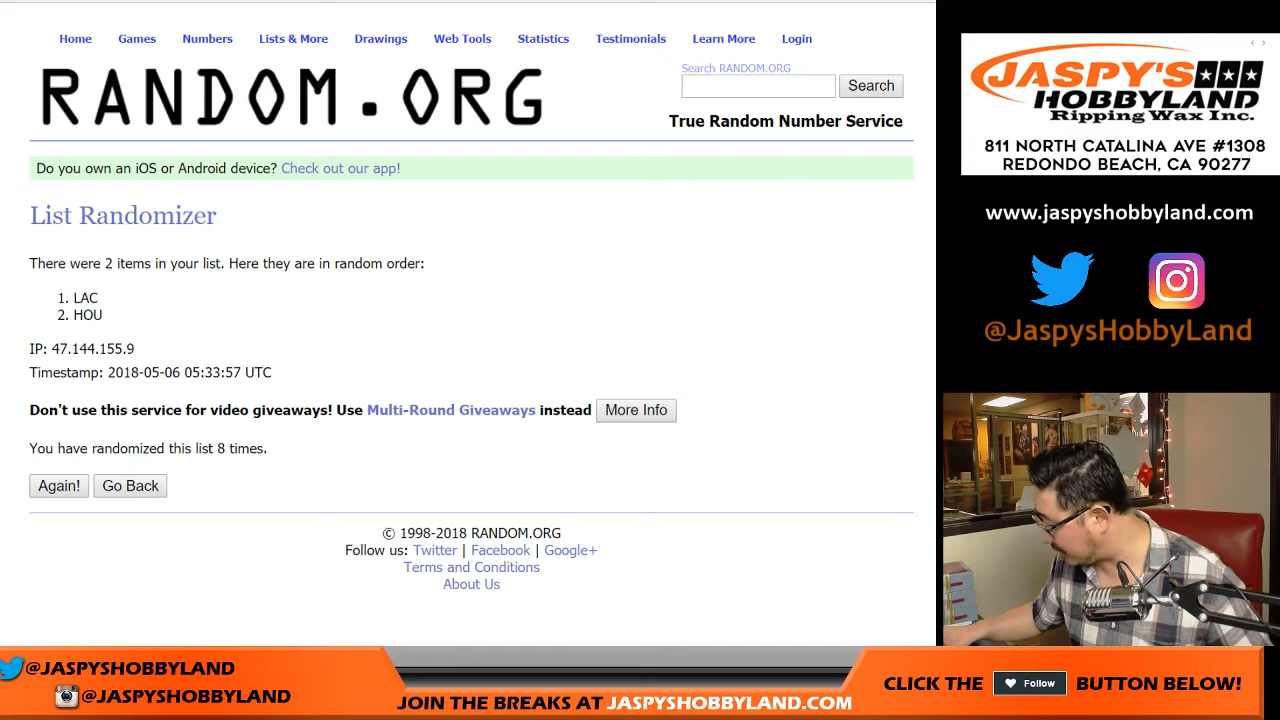 Home Games Numbers Lists & More Drawings Web Tools Statistics Testimonials Learn More Login
RANDOM.ORG
Search RANDOM.ORG
Search
True Random Number Service
Do you own an iOS or Android device? Check out our app!
List Randomizer
There were 2 items in your list. Here they are in random order:
1. LAC
2. HOU
IP: 47.144.155.9
Timestamp: 2018-05-06 05:33:57 UTC
Don't use this service for video giveaways! Use Multi-Round Giveaways instead More Info
You have randomized this list 8 times.
Again! Go Back
© 1998-2018 RANDOM.ORG
Follow us: Twitter | Facebook | Google+
Terms and Conditions
About Us
JASPY'S
HOBBYLAND
Ripping Wax Inc.
811 NORTH CATALINA AVE #1308
REDONDO BEACH, CA 90277
www.jaspyshobbyland.com
@JaspysHobbyLand
@JASPYSHOBBYLAND
@JASPYSHOBBYLAND
JOIN THE BREAKS AT JASPYSHOBBYLAND.COM
CLICK THE Follow BUTTON BELOW!